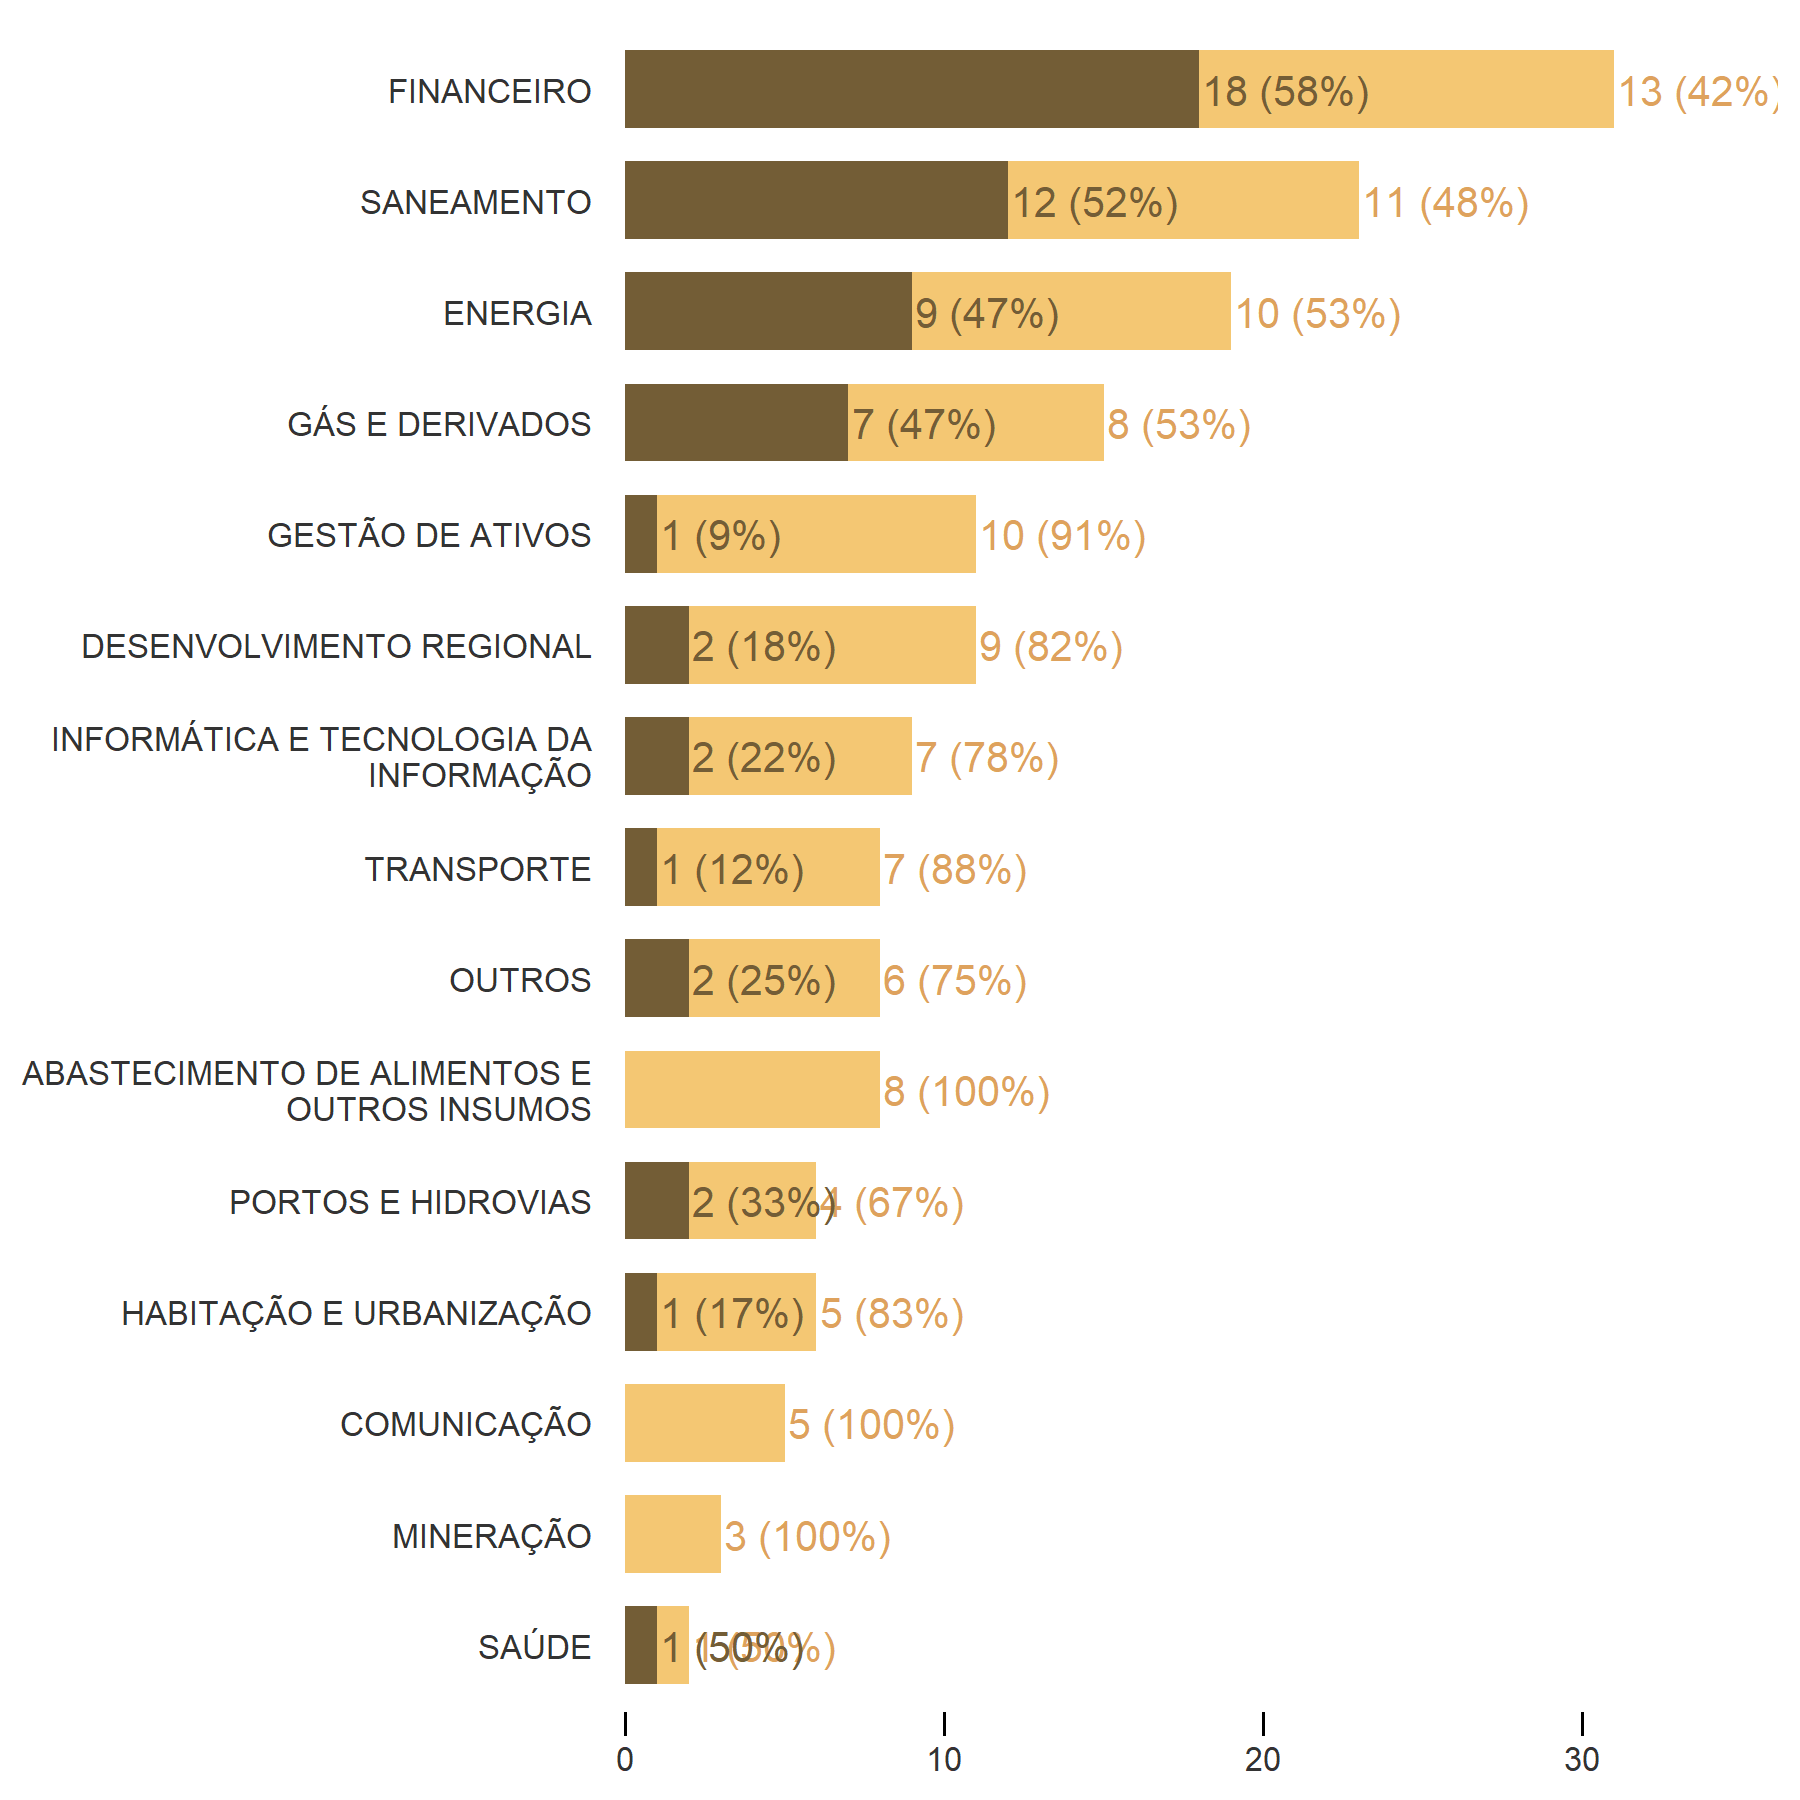 FINANCEIRO 18 (58%) 13 (42%)
SANEAMENTO 12 (52%) 11 (48%)
ENERGIA 9 (47%) 10 (53%)
GÁS E DERIVADOS 7 (47%) 8 (53%)
GESTÃO DE ATIVOS 1 (9%) 10 (91%)
DESENVOLVIMENTO REGIONAL 2 (18%) 9 (82%)
INFORMÁTICA E TECNOLOGIA DA
INFORMAÇÃO 2 (22%) 7 (78%)
TRANSPORTE 1 (12%) 7 (88%)
OUTROS 2 (25%) 6 (75%)
ABASTECIMENTO DE ALIMENTOS E
OUTROS INSUMOS 8 (100%)
PORTOS E HIDROVIAS 2 (33%) 4 (67%)
HABITAÇÃO E URBANIZAÇÃO 1 (17%) 5 (83%)
COMUNICAÇÃO 5 (100%)
MINERAÇÃO 3 (100%)
SAÚDE 1 (50%) 1 (50%)
0 10 20 30